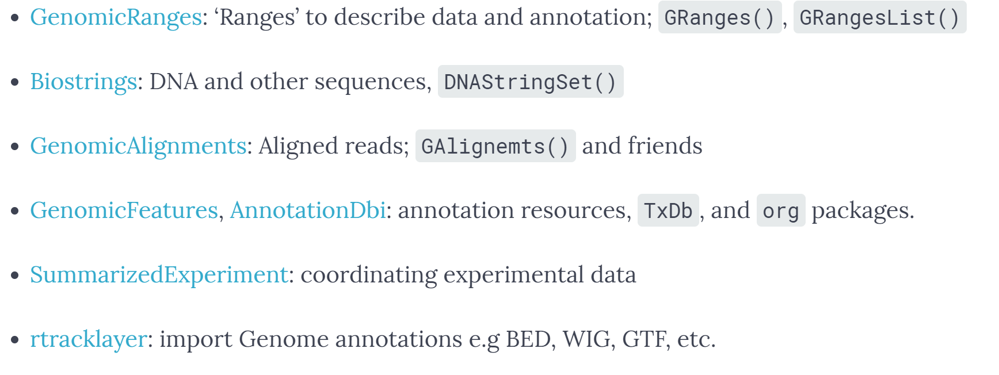 • GenomicRanges: ‘Ranges’ to describe data and annotation; GRanges(), GRangesList()
• Biostrings: DNA and other sequences, DNAStringSet()
• GenomicAlignments: Aligned reads; GAlignemts() and friends
• GenomicFeatures, AnnotationDbi: annotation resources, TxDb, and org packages.
• SummarizedExperiment: coordinating experimental data
• rtracklayer: import Genome annotations e.g BED, WIG, GTF, etc.